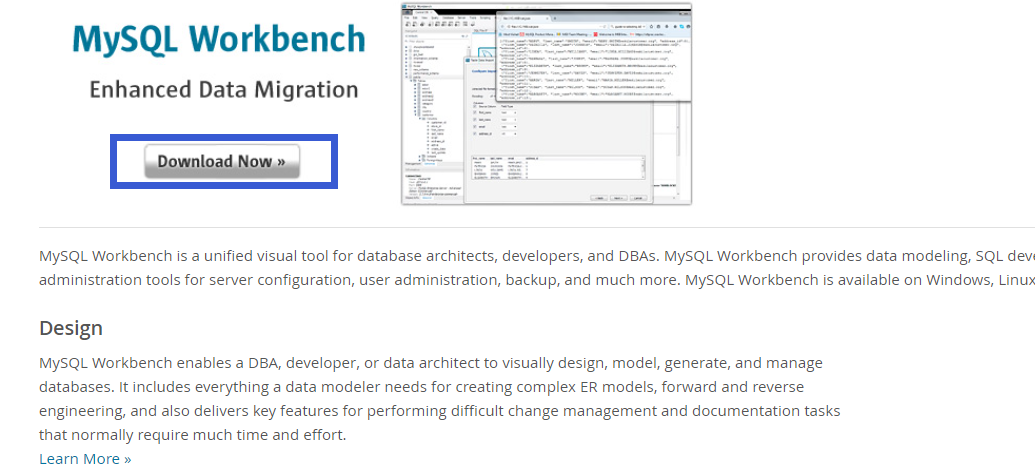 MySQL Workbench
Enhanced Data Migration
Download Now »
MySQL Workbench is a unified visual tool for database architects, developers, and DBAs. MySQL Workbench provides data modeling, SQL deve
administration tools for server configuration, user administration, backup, and much more. MySQL Workbench is available on Windows, Linux
Design
MySQL Workbench enables a DBA, developer, or data architect to visually design, model, generate, and manage
databases. It includes everything a data modeler needs for creating complex ER models, forward and reverse
engineering, and also delivers key features for performing difficult change management and documentation tasks
that normally require much time and effort.
Learn More »